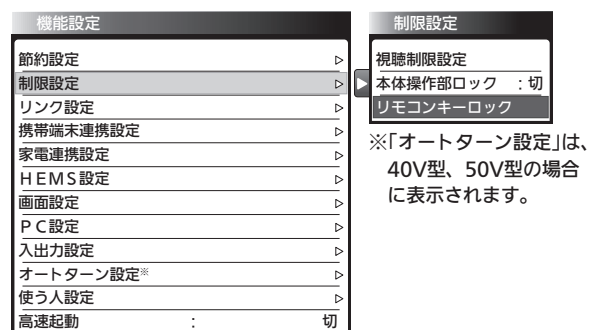 機能設定
節約設定
制限設定
リンク設定
携帯端末連携設定
家電連携設定
ＨＥＭＳ設定
画面設定
ＰＣ設定
入出力設定
オートターン設定※
使う人設定
高速起動 : 切
制限設定
視聴制限設定
本体操作部ロック :切
リモコンキーロック
※「オートターン設定」は、
40V型、50V型の場合
に表示されます。